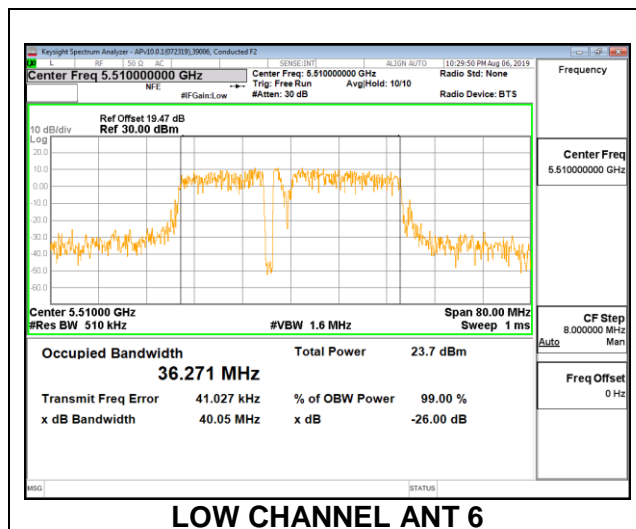 Keysight Spectrum Analyzer - APv10.0.1(072319),39006, Conducted F2
L RF 50 Ω AC SENSE:INT ALIGN AUTO 10:29:50 PM Aug 06, 2019
Center Freq 5.510000000 GHz
NFE
#IFGain:Low
Center Freq: 5.510000000 GHz
Trig: Free Run Avg|Hold: 10/10
#Atten: 30 dB
Radio Std: None
Radio Device: BTS
Frequency
Ref Offset 19.47 dB
10 dB/div Ref 30.00 dBm
Log
20.0
10.0
0.00
-10.0
-20.0
-30.0
-40.0
-50.0
-60.0
Center 5.51000 GHz Span 80.00 MHz
#Res BW 510 kHz #VBW 1.6 MHz Sweep 1 ms
Occupied Bandwidth Total Power 23.7 dBm
36.271 MHz
Transmit Freq Error 41.027 kHz % of OBW Power 99.00 %
x dB Bandwidth 40.05 MHz x dB -26.00 dB
Center Freq
5.510000000 GHz
CF Step
8.000000 MHz
Auto Man
Freq Offset
0 Hz
MSG STATUS
LOW CHANNEL ANT 6